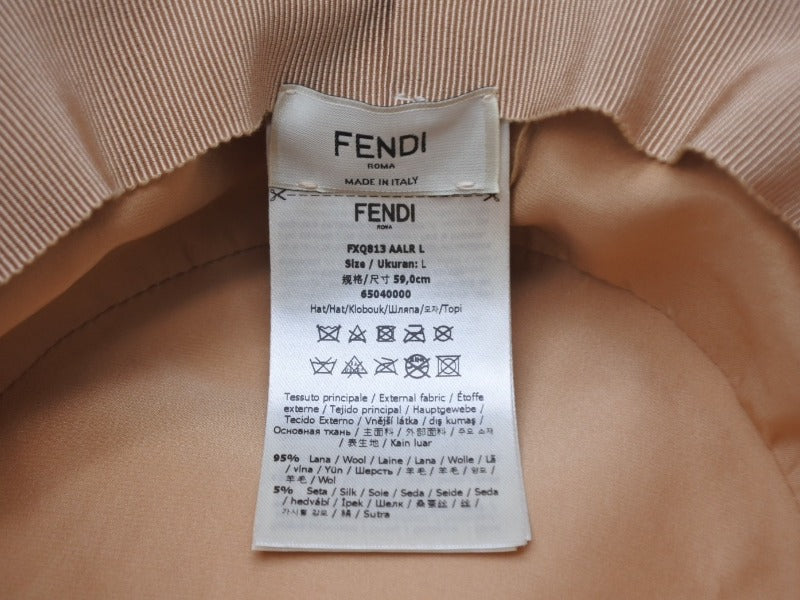 FENDI
ROMA
MADE IN ITALY
FENDI
ROMA
FXQ813 AALR L
Size / Ukuran: L
规格/尺寸 59,0cm
65040000
Hat/Hat/Klobouk/Шляпа/모자/Topi
Tessuto principale / External fabric / Étoffe
externe / Tejido principal / Hauptgewebe /
Tecido Externo / Vnější látka / dış kumaş /
Основная ткань / 主面料 / 外部面料 / 주요 소재
/ 表生地 / Kain luar
95% Lana / Wool / Laine / Lana / Wolle / Lã
/ vlna / Yün / Шерсть / 羊毛 / 羊毛 / 양모 /
羊毛 / Wol
5% Seta / Silk / Soie / Seda / Seide / Seda
/ hedvábí / İpek / Шелк / 桑蚕丝 / 丝 /
/ 絹 / Sutra